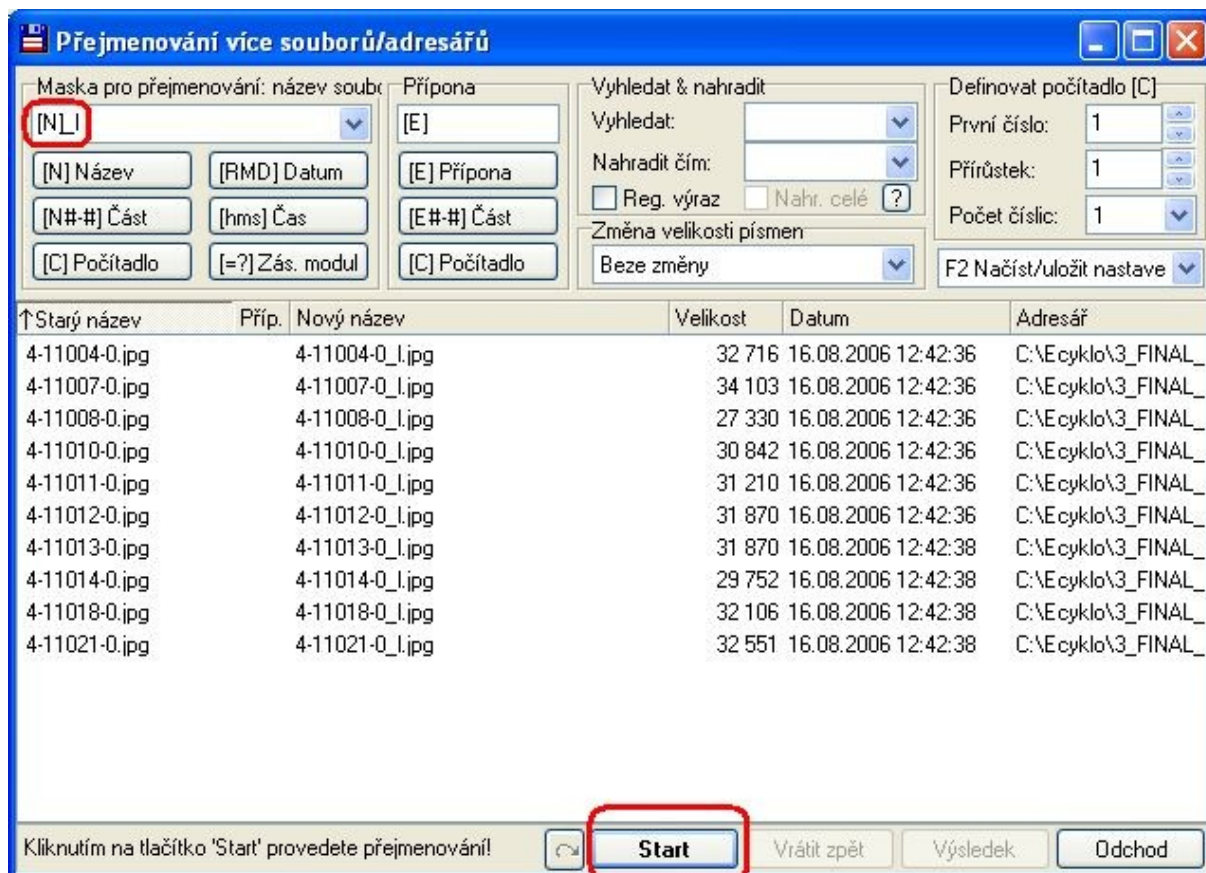 Přejmenování více souborů/adresářů
Maska pro přejmenování: název soub
[N]_l
[N] Název
[RMD] Datum
[N#-#] Část
[hms] Čas
[C] Počítadlo
[=?] Zás. modul
Přípona
[E]
[E] Přípona
[E#-#] Část
[C] Počítadlo
Vyhledat & nahradit
Vyhledat:
Nahradit čím:
Reg. výraz
Nahr. celé
?
Změna velikosti písmen
Beze změny
Definovat počítadlo [C]
První číslo: 1
Přírůstek: 1
Počet číslic: 1
F2 Načíst/uložit nastave
↑Starý název Příp. Nový název Velikost Datum Adresář
4-11004-0.jpg 4-11004-0_l.jpg 32 716 16.08.2006 12:42:36 C:\Ecyklo\3_FINAL_
4-11007-0.jpg 4-11007-0_l.jpg 34 103 16.08.2006 12:42:36 C:\Ecyklo\3_FINAL_
4-11008-0.jpg 4-11008-0_l.jpg 27 330 16.08.2006 12:42:36 C:\Ecyklo\3_FINAL_
4-11010-0.jpg 4-11010-0_l.jpg 30 842 16.08.2006 12:42:36 C:\Ecyklo\3_FINAL_
4-11011-0.jpg 4-11011-0_l.jpg 31 210 16.08.2006 12:42:36 C:\Ecyklo\3_FINAL_
4-11012-0.jpg 4-11012-0_l.jpg 31 870 16.08.2006 12:42:36 C:\Ecyklo\3_FINAL_
4-11013-0.jpg 4-11013-0_l.jpg 31 870 16.08.2006 12:42:38 C:\Ecyklo\3_FINAL_
4-11014-0.jpg 4-11014-0_l.jpg 29 752 16.08.2006 12:42:38 C:\Ecyklo\3_FINAL_
4-11018-0.jpg 4-11018-0_l.jpg 32 106 16.08.2006 12:42:38 C:\Ecyklo\3_FINAL_
4-11021-0.jpg 4-11021-0_l.jpg 32 551 16.08.2006 12:42:38 C:\Ecyklo\3_FINAL_
Kliknutím na tlačítko 'Start' provedete přejmenování! Start Vrátit zpět Výsledek Odchod